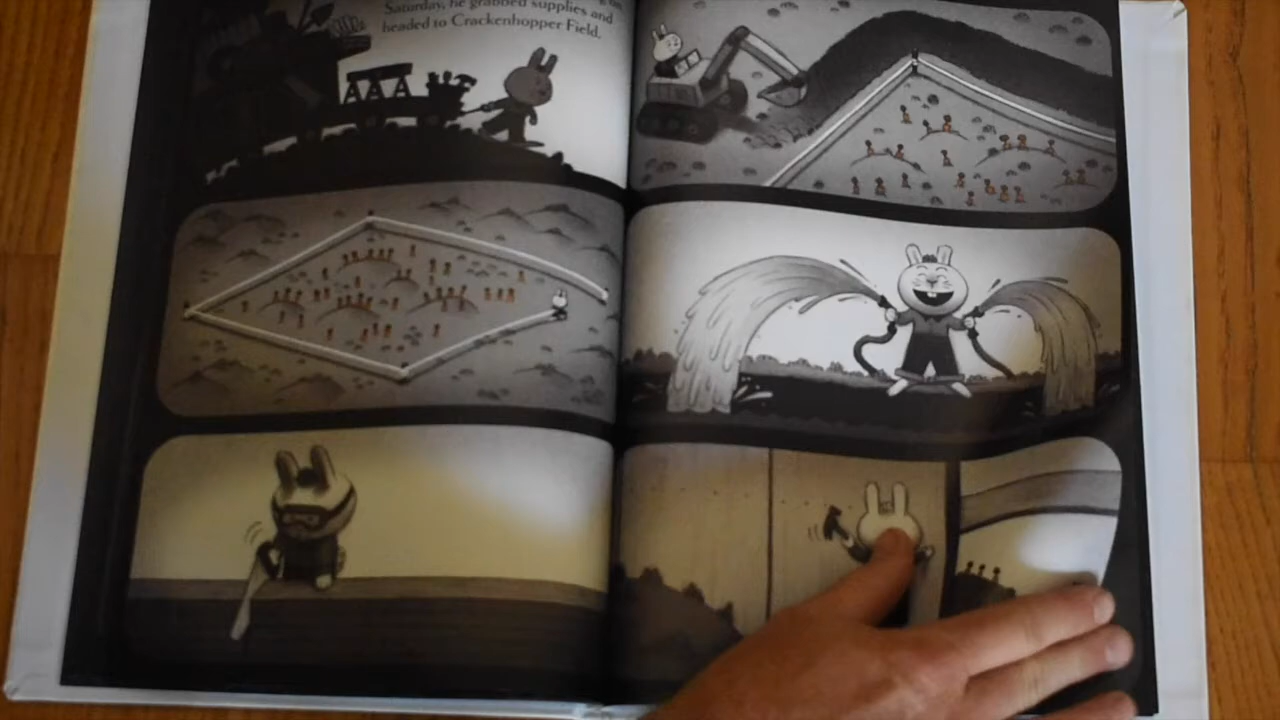 Saturday, he grabbed supplies and
headed to Crackenhopper Field.